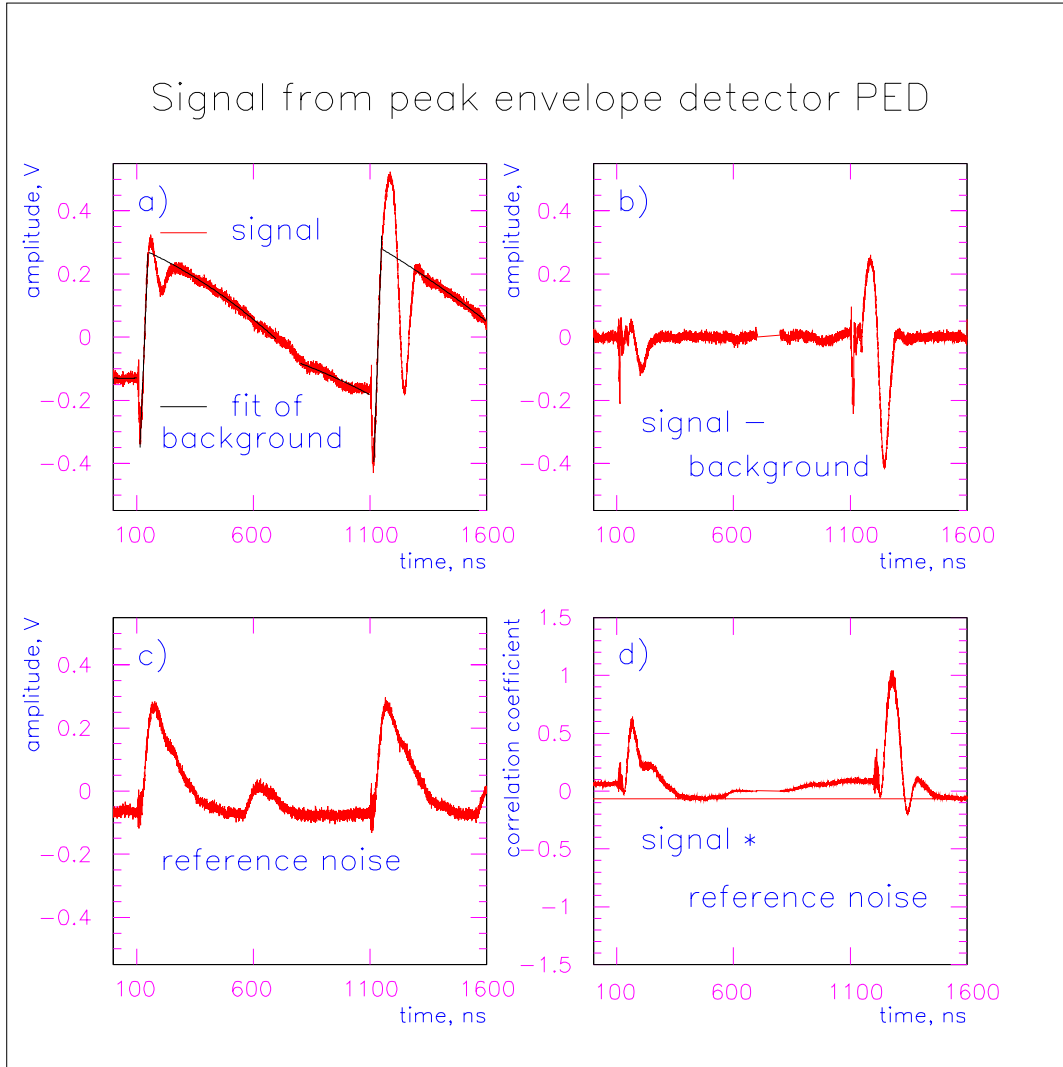 Signal from peak envelope detector PED
amplitude, V
a)
signal
fit of
background
0.4
0.2
0
−0.2
−0.4
100 600 1100 1600
time, ns
amplitude, V
b)
signal −
background
0.4
0.2
0
−0.2
−0.4
100 600 1100 1600
time, ns
amplitude, V
c)
reference noise
0.4
0.2
0
−0.2
−0.4
100 600 1100 1600
time, ns
correlation coefficient
d)
signal *
reference noise
1.5
1
0.5
0
−0.5
−1
−1.5
100 600 1100 1600
time, ns